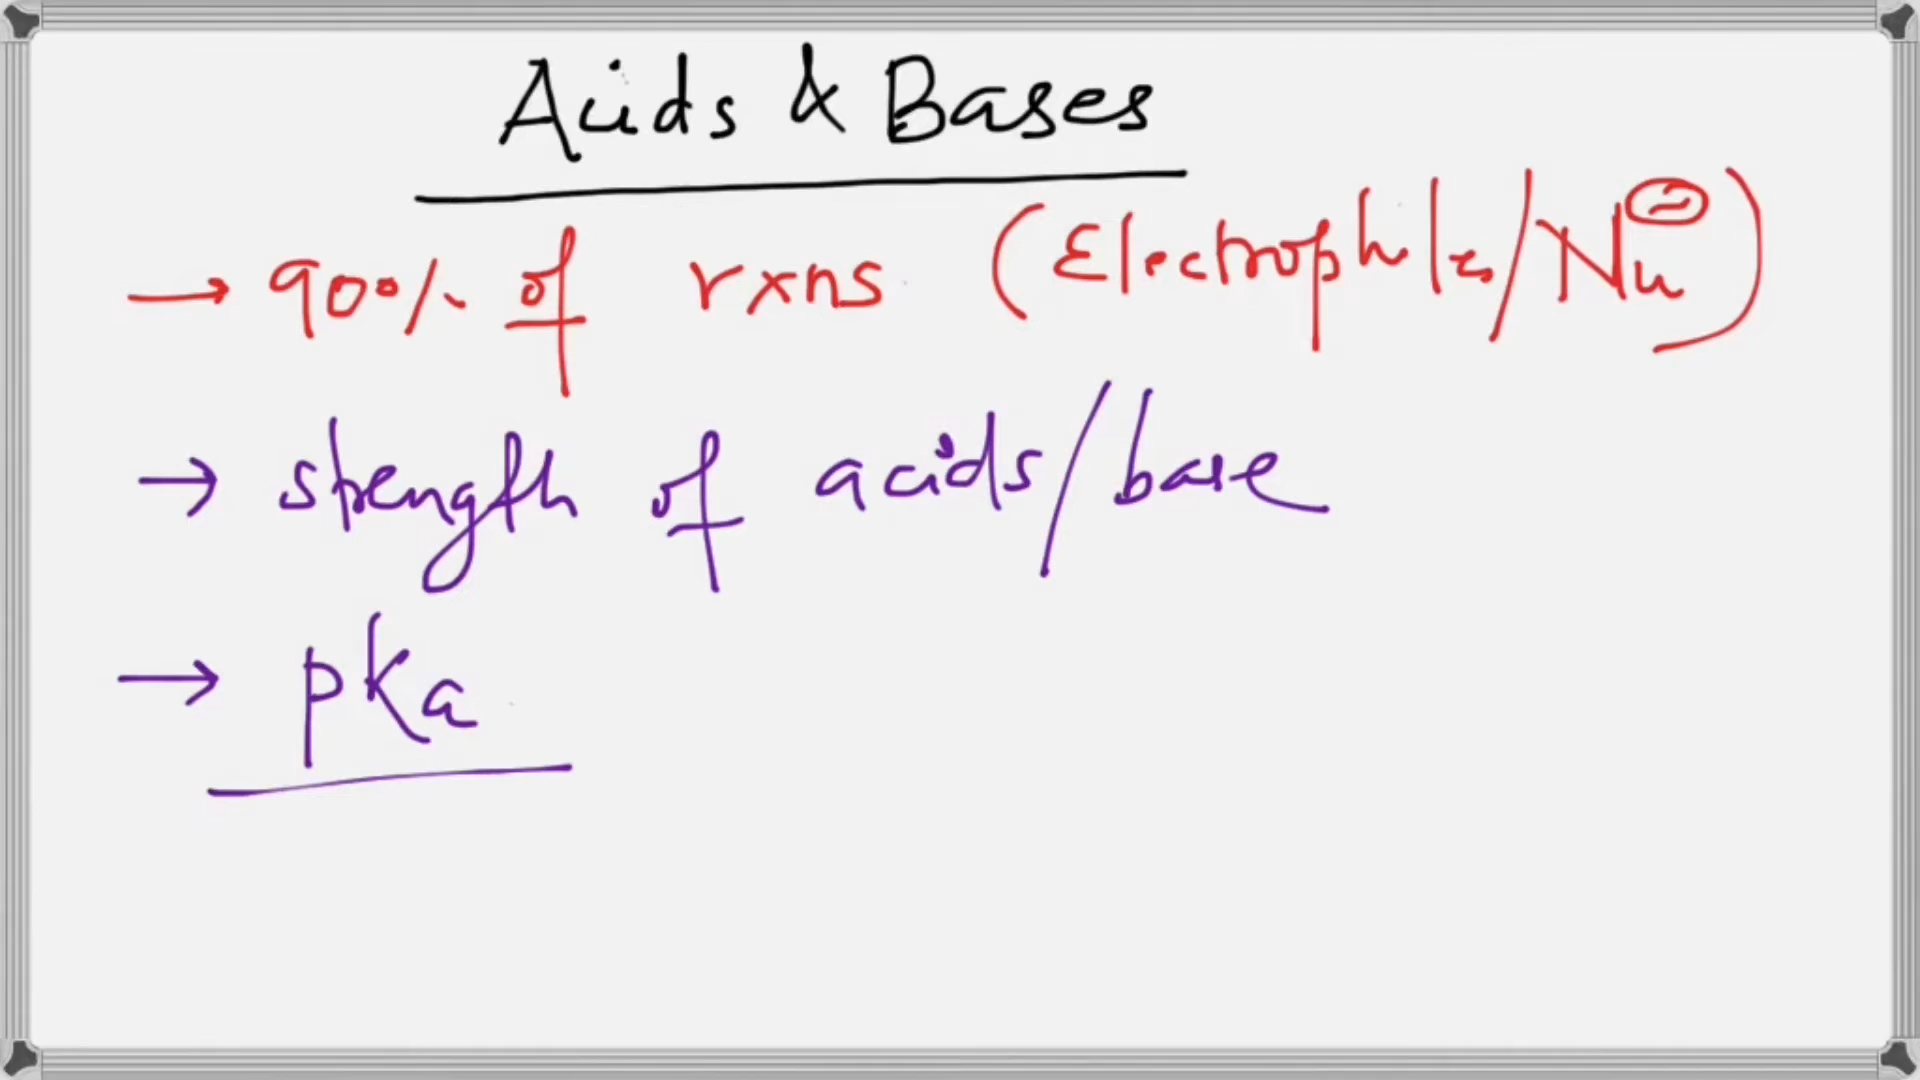 Acids & Bases
→ 90% of rxns (Electrophile/Nu⊖)
→ strength of acids/base
→ pKa